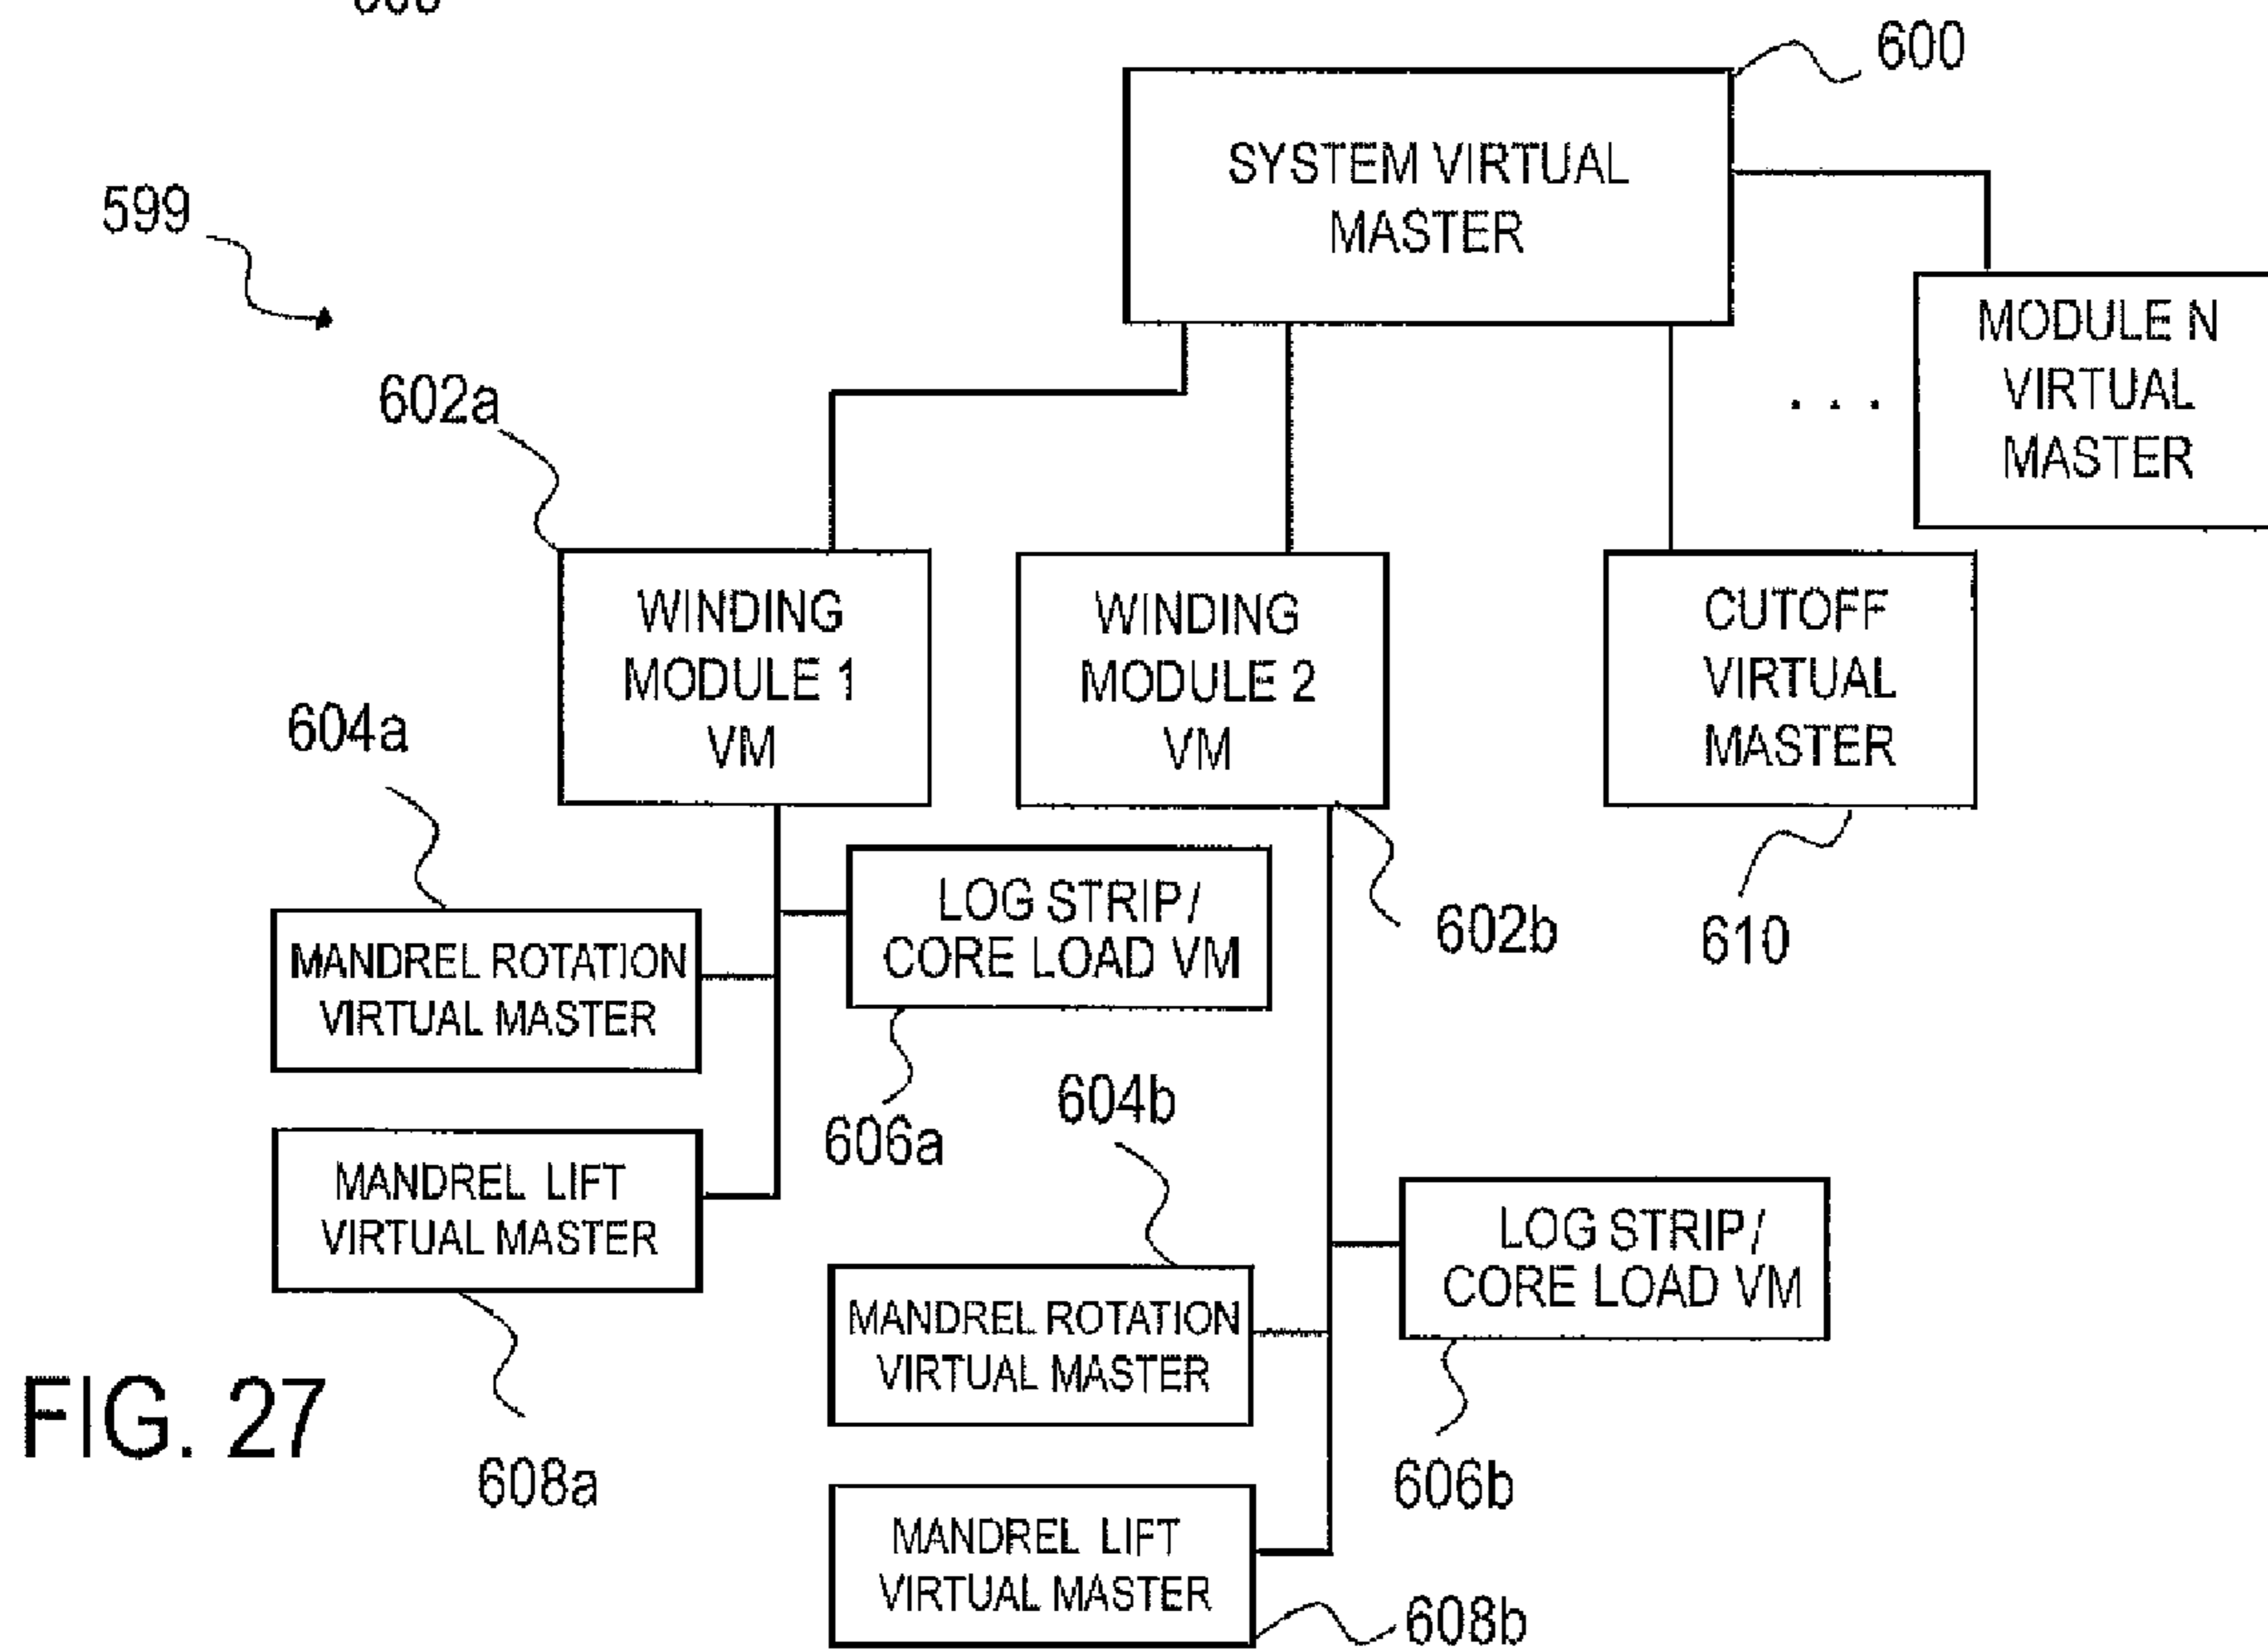 600
SYSTEM VIRTUAL
MASTER
599
MODULE N
VIRTUAL
MASTER
. . .
602a
WINDING
MODULE 1
VM
WINDING
MODULE 2
VM
CUTOFF
VIRTUAL
MASTER
604a
LOG STRIP/
CORE LOAD VM
602b
610
MANDREL ROTATION
VIRTUAL MASTER
606a
604b
MANDREL LIFT
VIRTUAL MASTER
LOG STRIP/
CORE LOAD VM
MANDREL ROTATION
VIRTUAL MASTER
FIG. 27
608a
606b
MANDREL LIFT
VIRTUAL MASTER
608b